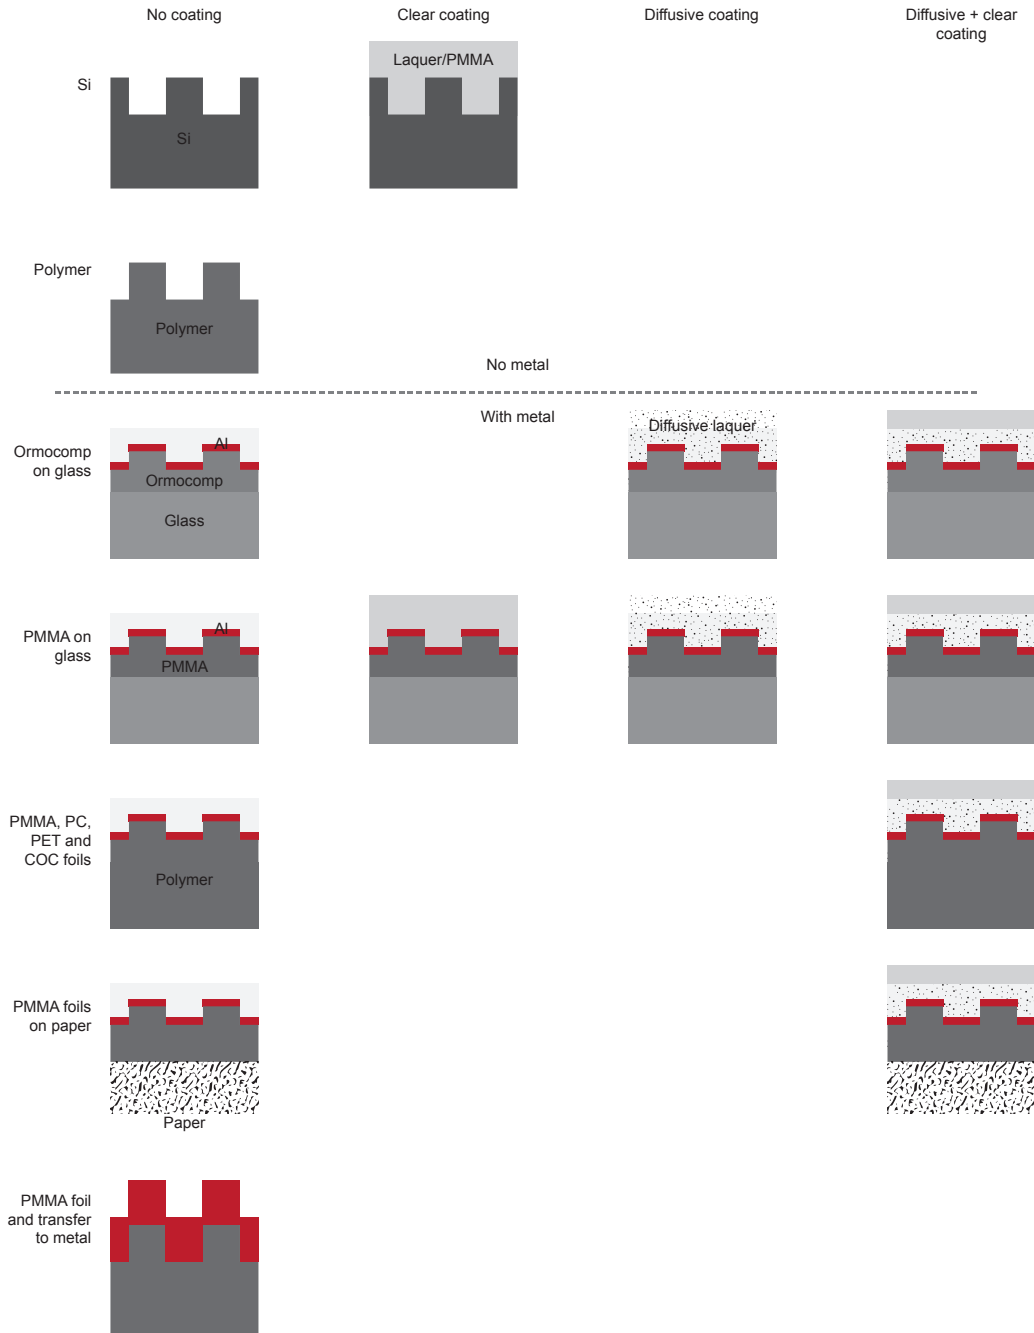 No coating
Clear coating
Diffusive coating
Diffusive + clear
coating
Si
Laquer/PMMA
Si
Polymer
Polymer
No metal
With metal
Ormocomp
on glass
Al
Ormocomp
Glass
Diffusive laquer
PMMA on
glass
Al
PMMA
PMMA, PC,
PET and
COC foils
Polymer
PMMA foils
on paper
Paper
PMMA foil
and transfer
to metal